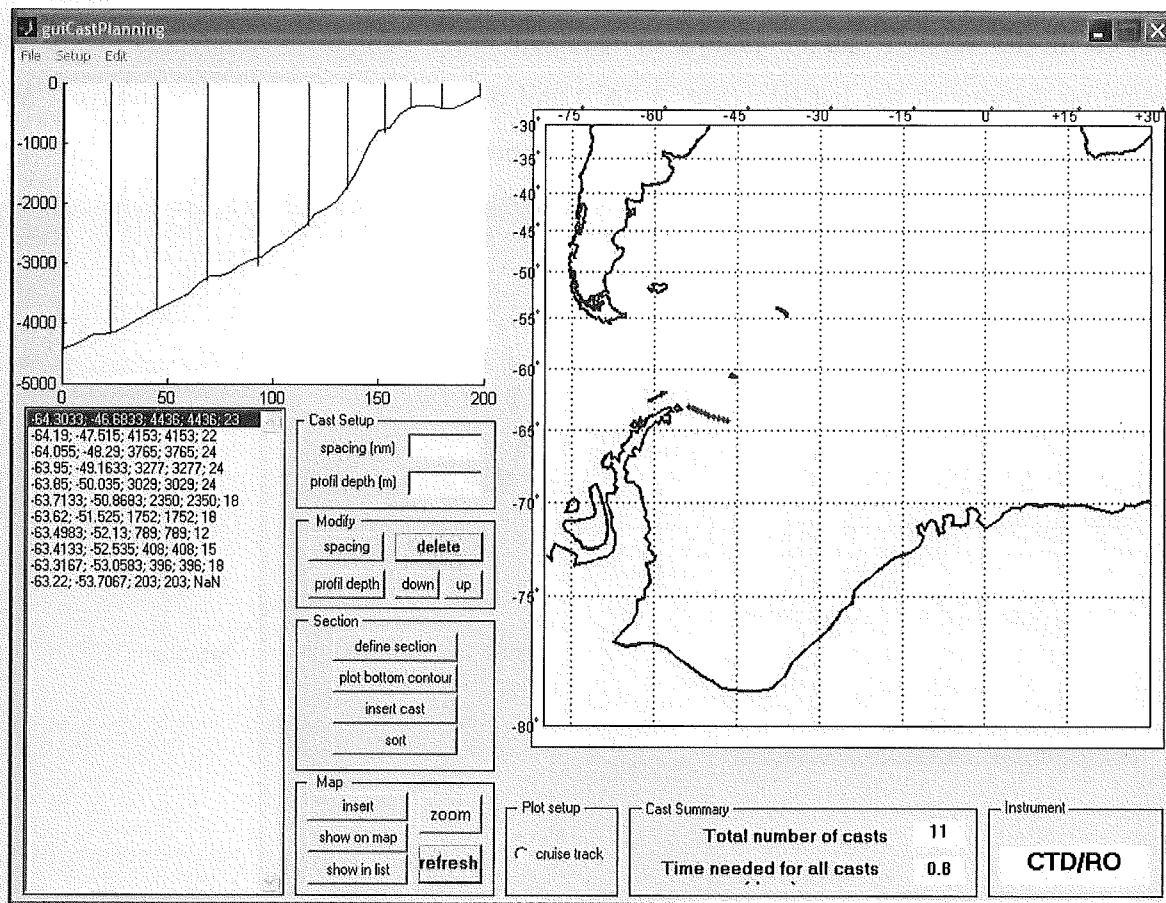 guiCastPlanning
File Setup Edit
0
-1000
-2000
-3000
-4000
-5000
0 50 100 150 200
-75° -60° -45° -30° -15° 0° +15° +30°
-30°
-35°
-40°
-45°
-50°
-55°
-60°
-65°
-70°
-75°
-80°
-64.3033; -46.6833; 4436; 4436; 23
-64.19; -47.515; 4153; 4153; 22
-64.055; -48.29; 3765; 3765; 24
-63.95; -49.1633; 3277; 3277; 24
-63.85; -50.035; 3029; 3029; 24
-63.7133; -50.8683; 2350; 2350; 18
-63.62; -51.525; 1752; 1752; 18
-63.4983; -52.13; 789; 789; 12
-63.4133; -52.535; 408; 408; 15
-63.3167; -53.0583; 396; 396; 18
-63.22; -53.7067; 203; 203; NaN
Cast Setup
spacing (nm)
profil depth (m)
Modify
spacing delete
profil depth down up
Section
define section
plot bottom contour
insert cast
sort
Map
insert zoom
show on map
show in list refresh
Plot setup
cruise track
Cast Summary
Total number of casts 11
Time needed for all casts 0.8
Instrument
CTD/RO